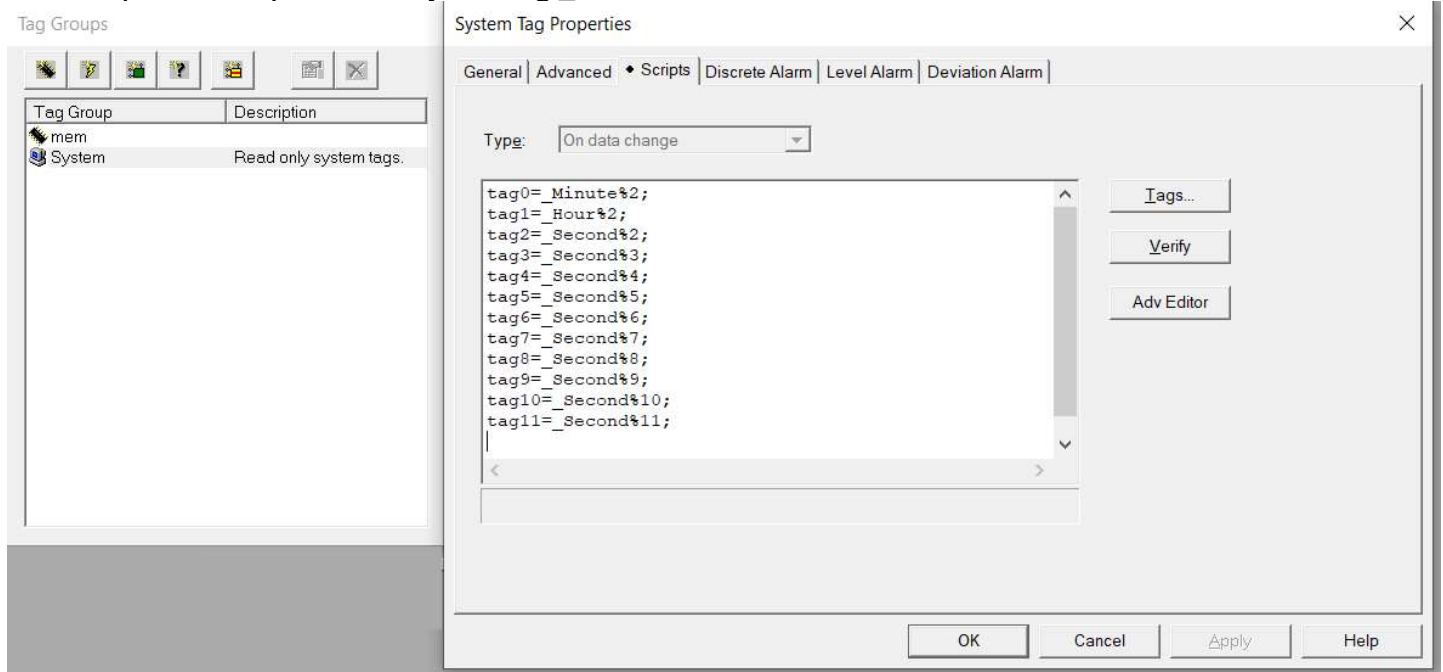 Tag Groups
Tag Group Description
mem
System Read only system tags.
System Tag Properties
General Advanced Scripts Discrete Alarm Level Alarm Deviation Alarm
Type: On data change
tag0=_Minute%2;
tag1=_Hour%2;
tag2=_Second%2;
tag3=_Second%3;
tag4=_Second%4;
tag5=_Second%5;
tag6=_Second%6;
tag7=_Second%7;
tag8=_Second%8;
tag9=_Second%9;
tag10=_Second%10;
tag11=_Second%11;
Tags...
Verify
Adv Editor
OK Cancel Apply Help